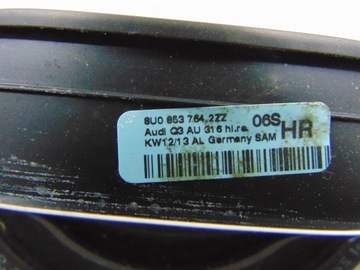 8U0 853 764.2ZZ 06S
Audi Q3 AU 316 hi.re. HR
KW12/13 AL Germany SAM